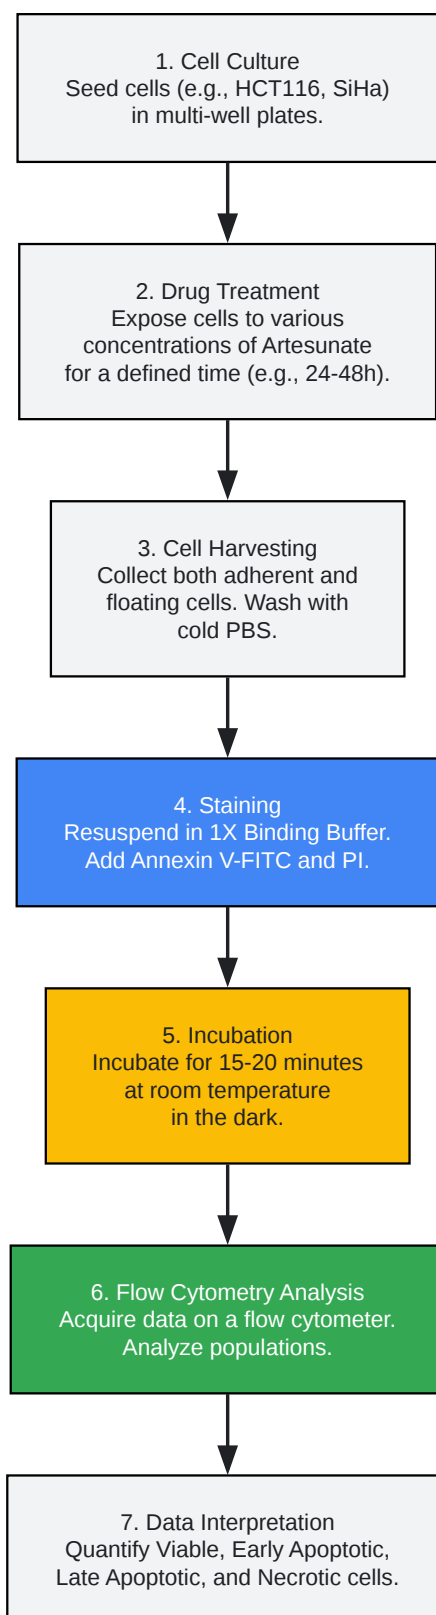 1. Cell Culture
Seed cells (e.g., HCT116, SiHa)
in multi-well plates.
2. Drug Treatment
Expose cells to various
concentrations of Artesunate
for a defined time (e.g., 24-48h).
3. Cell Harvesting
Collect both adherent and
floating cells. Wash with
cold PBS.
4. Staining
Resuspend in 1X Binding Buffer.
Add Annexin V-FITC and PI.
5. Incubation
Incubate for 15-20 minutes
at room temperature
in the dark.
6. Flow Cytometry Analysis
Acquire data on a flow cytometer.
Analyze populations.
7. Data Interpretation
Quantify Viable, Early Apoptotic,
Late Apoptotic, and Necrotic cells.